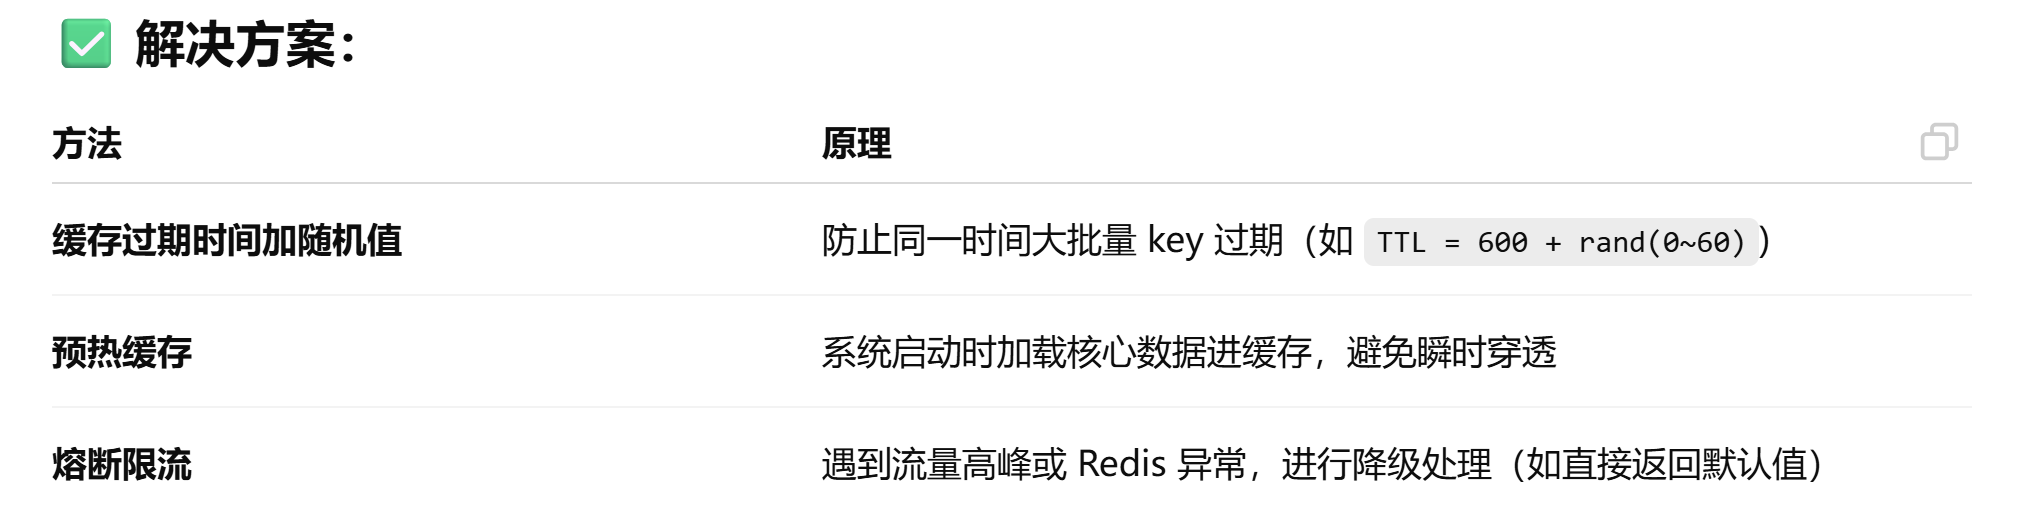 ✅ 解决方案：
方法 原理
缓存过期时间加随机值 防止同一时间大批量 key 过期（如 TTL = 600 + rand(0~60)）
预热缓存 系统启动时加载核心数据进缓存，避免瞬时穿透
熔断限流 遇到流量高峰或 Redis 异常，进行降级处理（如直接返回默认值）